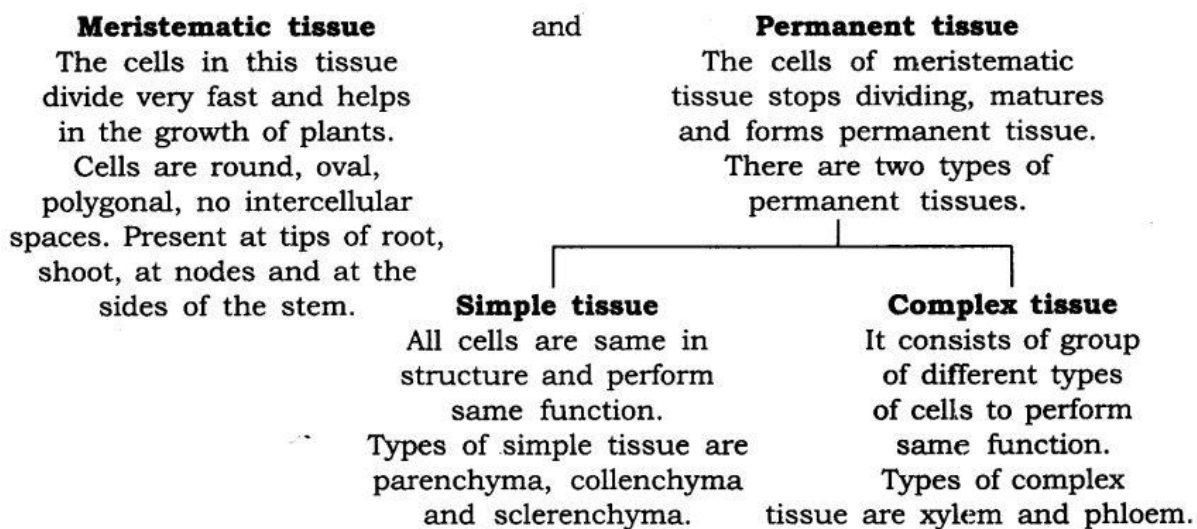 Meristematic tissue and Permanent tissue
The cells in this tissue
divide very fast and helps
in the growth of plants.
Cells are round, oval,
polygonal, no intercellular
spaces. Present at tips of root,
shoot, at nodes and at the
sides of the stem.
The cells of meristematic
tissue stops dividing, matures
and forms permanent tissue.
There are two types of
permanent tissues.
Simple tissue
All cells are same in
structure and perform
same function.
Types of simple tissue are
parenchyma, collenchyma
and sclerenchyma.
Complex tissue
It consists of group
of different types
of cells to perform
same function.
Types of complex
tissue are xylem and phloem.